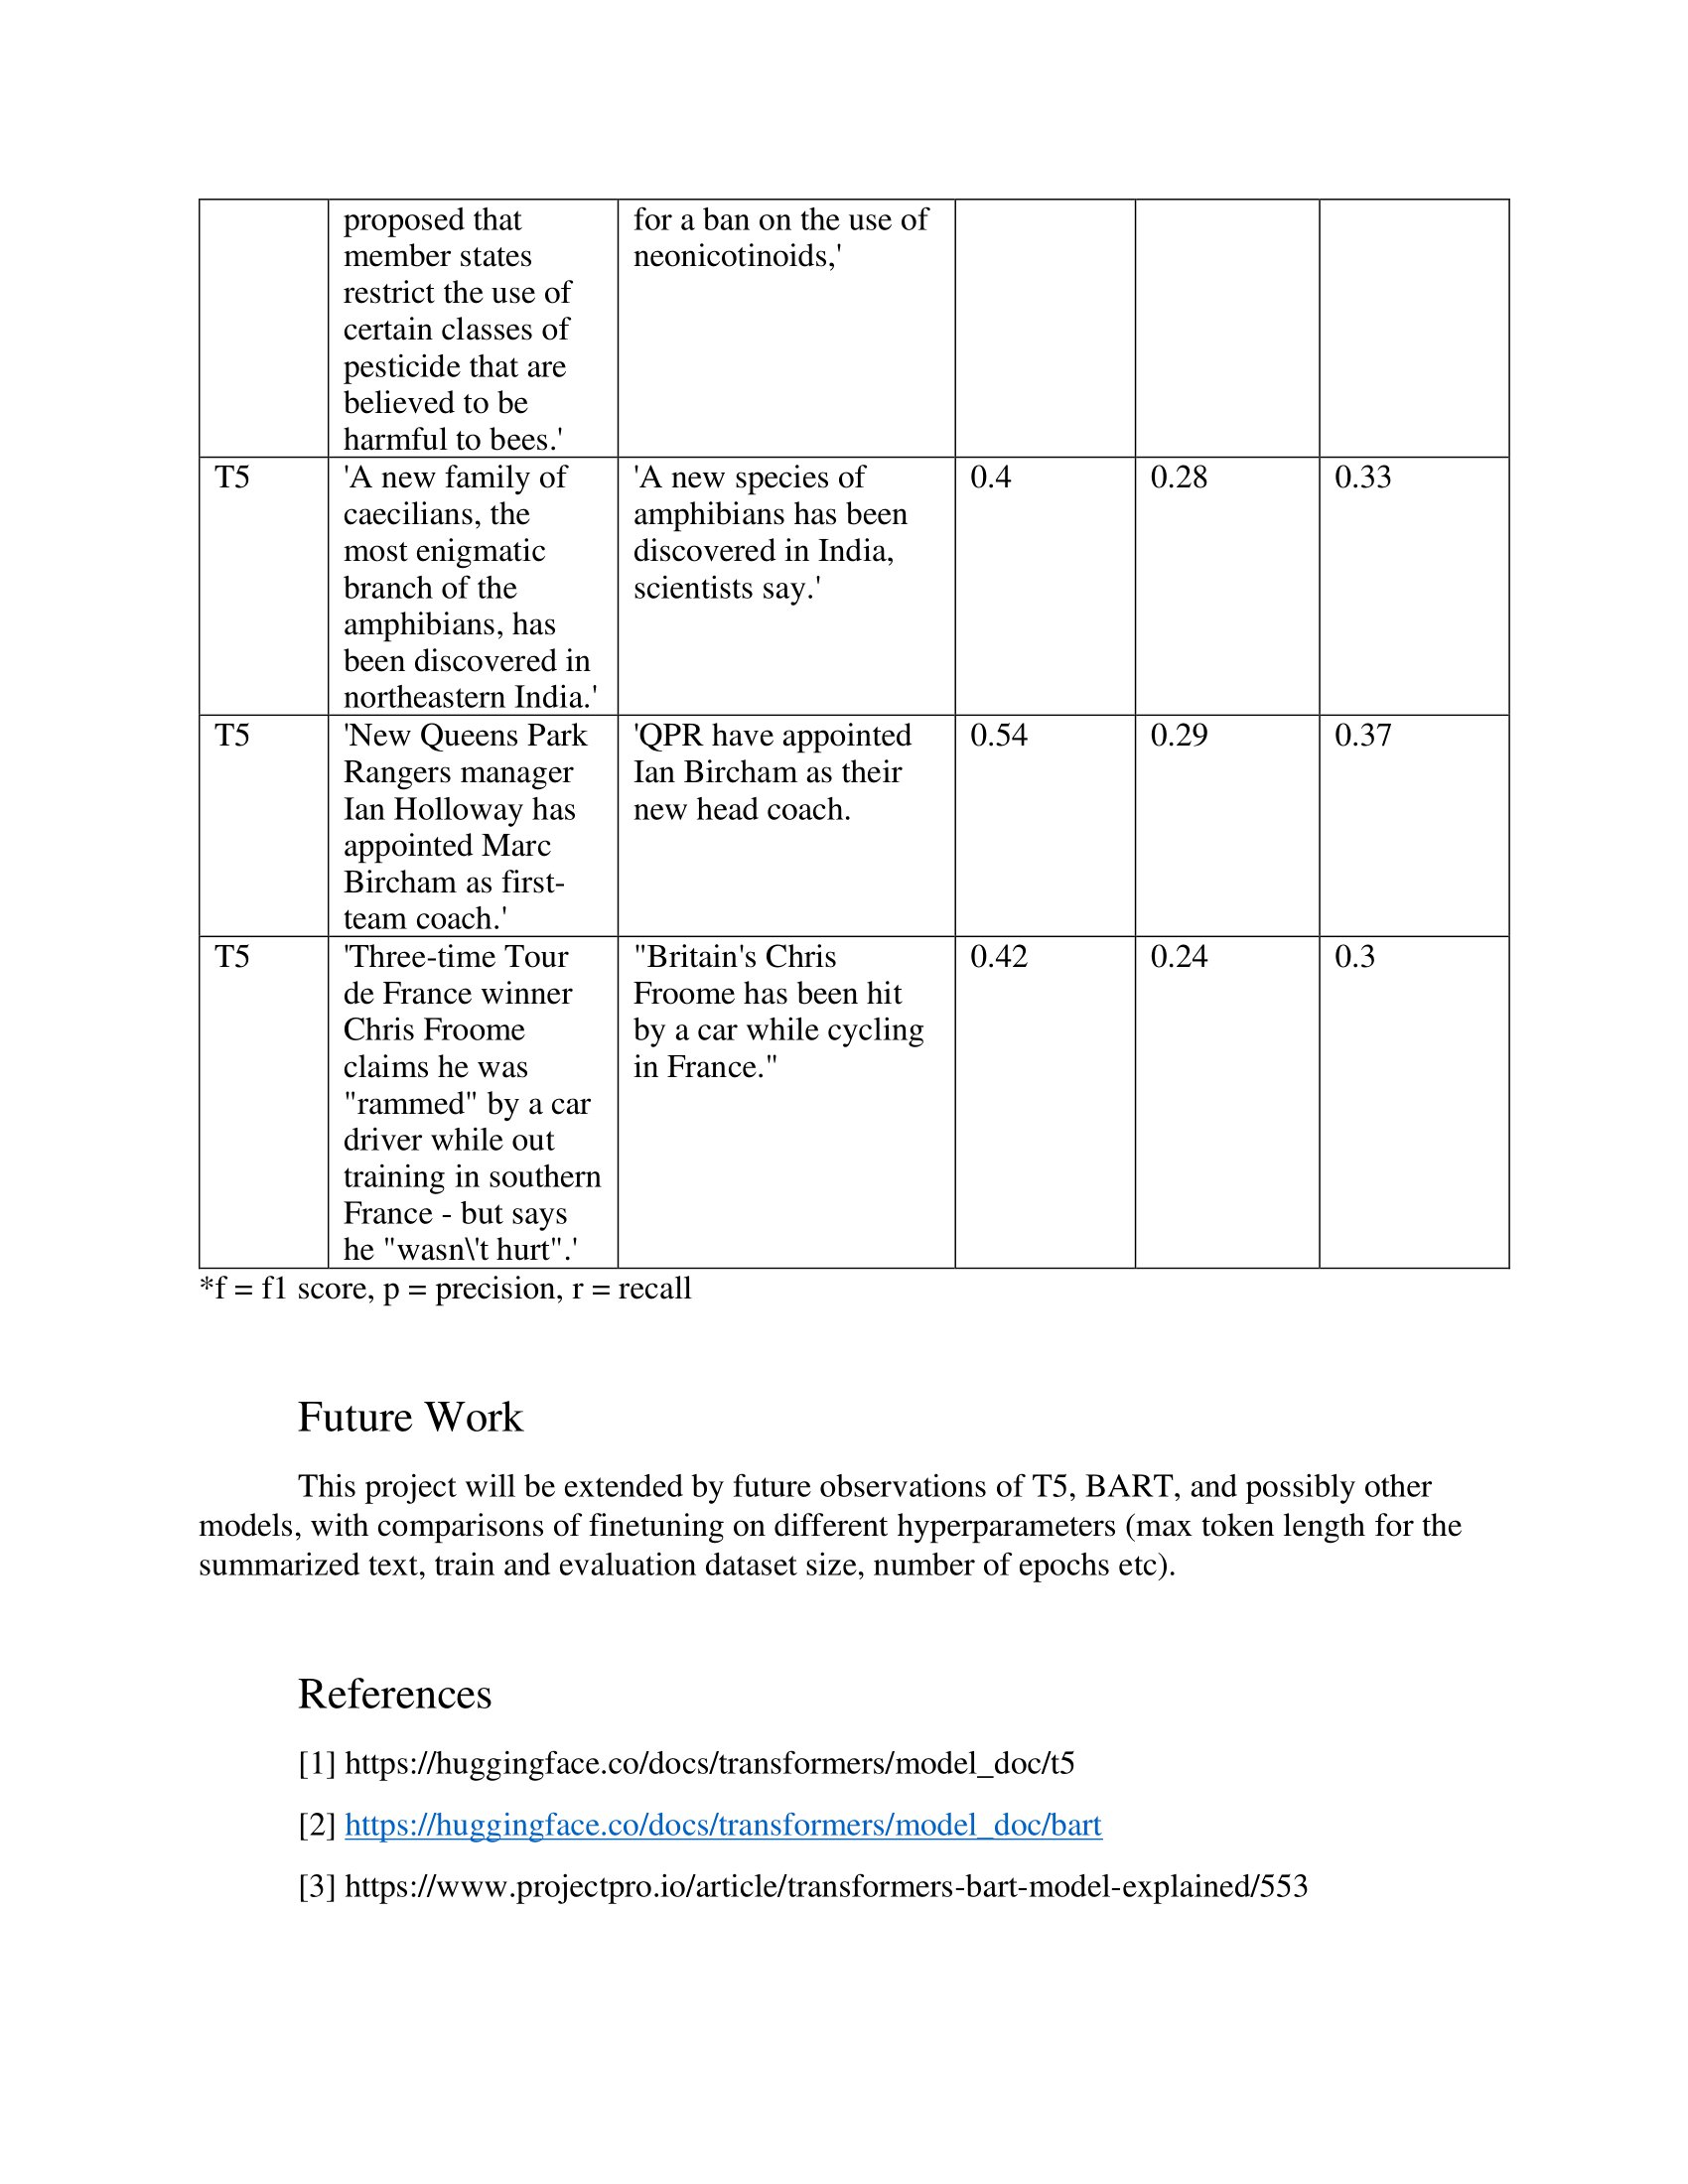 proposed that
member states
restrict the use of
certain classes of
pesticide that are
believed to be
harmful to bees.'
for a ban on the use of
neonicotinoids,'
T5
'A new family of
caecilians, the
most enigmatic
branch of the
amphibians, has
been discovered in
northeastern India.'
'A new species of
amphibians has been
discovered in India,
scientists say.'
0.4
0.28
0.33
T5
'New Queens Park
Rangers manager
Ian Holloway has
appointed Marc
Bircham as first-
team coach.'
'QPR have appointed
Ian Bircham as their
new head coach.
0.54
0.29
0.37
T5
'Three-time Tour
de France winner
Chris Froome
claims he was
"rammed" by a car
driver while out
training in southern
France - but says
he "wasn\'t hurt".'
"Britain's Chris
Froome has been hit
by a car while cycling
in France."
0.42
0.24
0.3
*f = f1 score, p = precision, r = recall
Future Work
This project will be extended by future observations of T5, BART, and possibly other
models, with comparisons of finetuning on different hyperparameters (max token length for the
summarized text, train and evaluation dataset size, number of epochs etc).
References
[1] https://huggingface.co/docs/transformers/model_doc/t5
[2] https://huggingface.co/docs/transformers/model_doc/bart
[3] https://www.projectpro.io/article/transformers-bart-model-explained/553